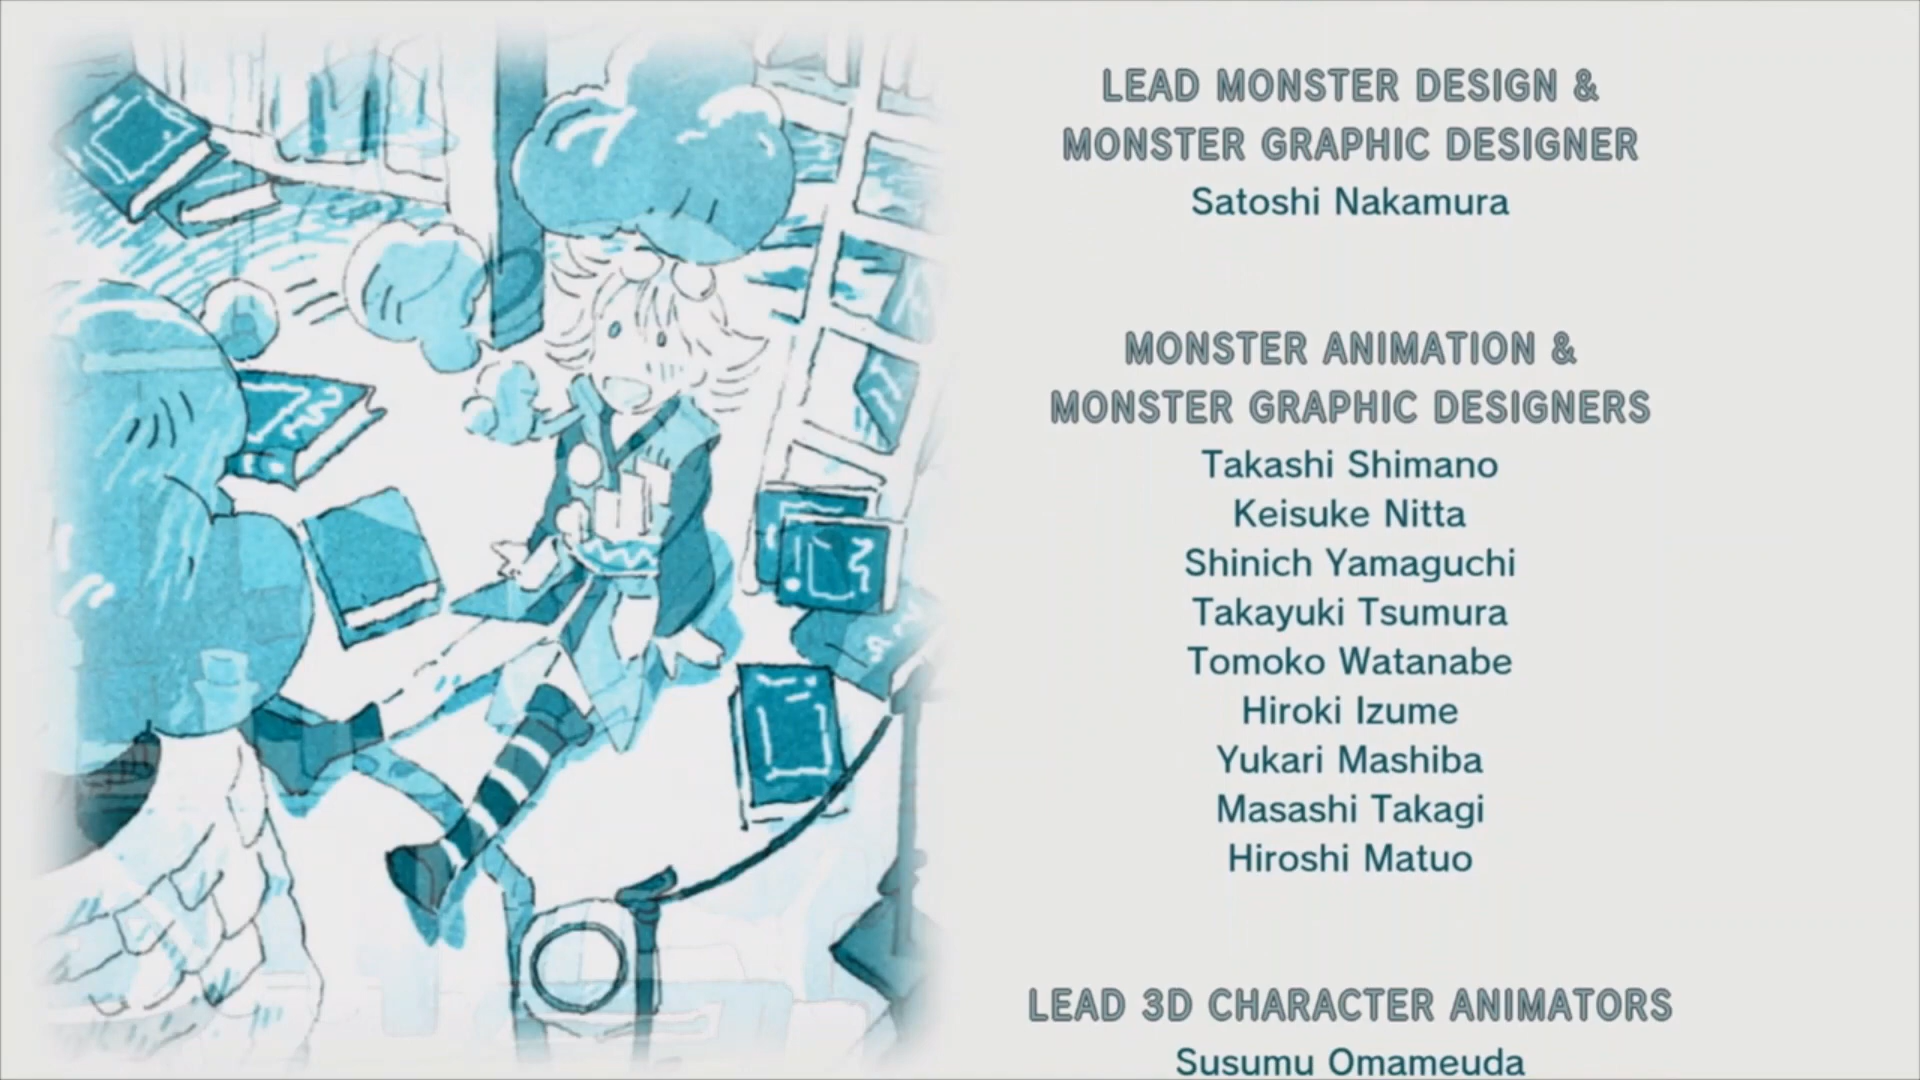 LEAD MONSTER DESIGN &
MONSTER GRAPHIC DESIGNER
Satoshi Nakamura
MONSTER ANIMATION &
MONSTER GRAPHIC DESIGNERS
Takashi Shimano
Keisuke Nitta
Shinich Yamaguchi
Takayuki Tsumura
Tomoko Watanabe
Hiroki Izume
Yukari Mashiba
Masashi Takagi
Hiroshi Matuo
LEAD 3D CHARACTER ANIMATORS
Susumu Omameuda